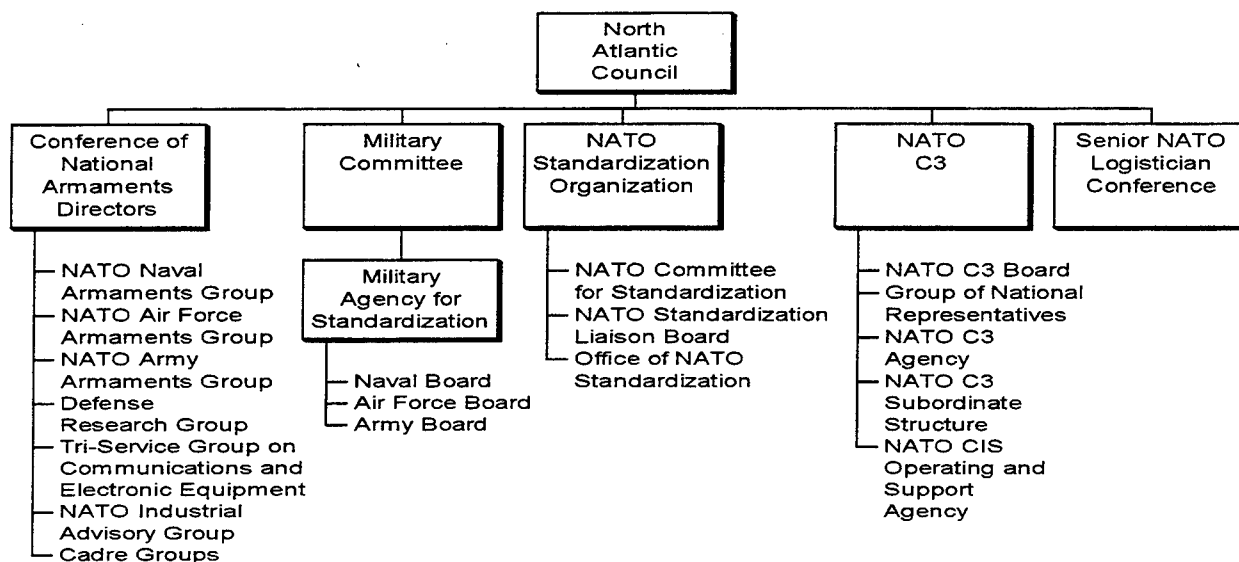 North
Atlantic
Council
Conference of
National
Armaments
Directors
NATO Naval
Armaments Group
NATO Air Force
Armaments Group
NATO Army
Armaments Group
Defense
Research Group
Tri-Service Group on
Communications and
Electronic Equipment
NATO Industrial
Advisory Group
Cadre Groups
Military
Committee
Military
Agency for
Standardization
Naval Board
Air Force Board
Army Board
NATO
Standardization
Organization
NATO Committee
for Standardization
NATO Standardization
Liaison Board
Office of NATO
Standardization
NATO
C3
NATO C3 Board
Group of National
Representatives
NATO C3
Agency
NATO C3
Subordinate
Structure
NATO CIS
Operating and
Support
Agency
Senior NATO
Logistician
Conference